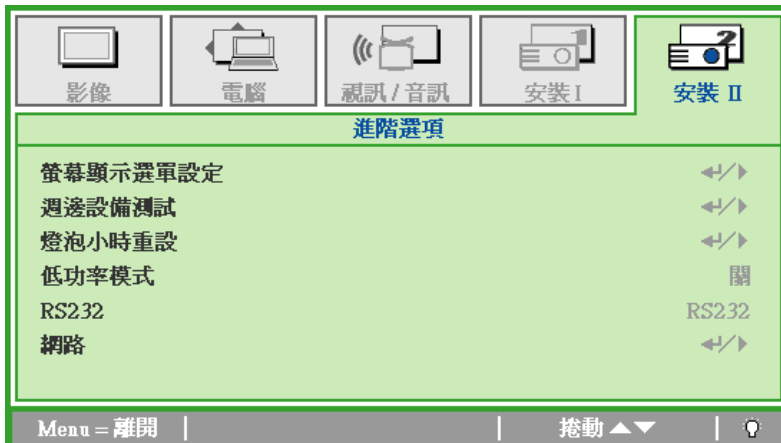 影像
電腦
視訊 / 音訊
安裝 I
安裝 II
進階選項
螢幕顯示選單設定
週邊設備測試
燈泡小時重設
低功率模式 關
RS232 RS232
網路
Menu = 離開 捲動